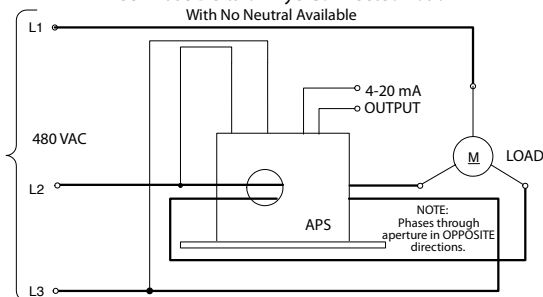 With No Neutral Available
L1
4-20 mA
OUTPUT
480 VAC
M
LOAD
L2
APS
NOTE:
Phases through
aperture in OPPOSITE
directions.
L3